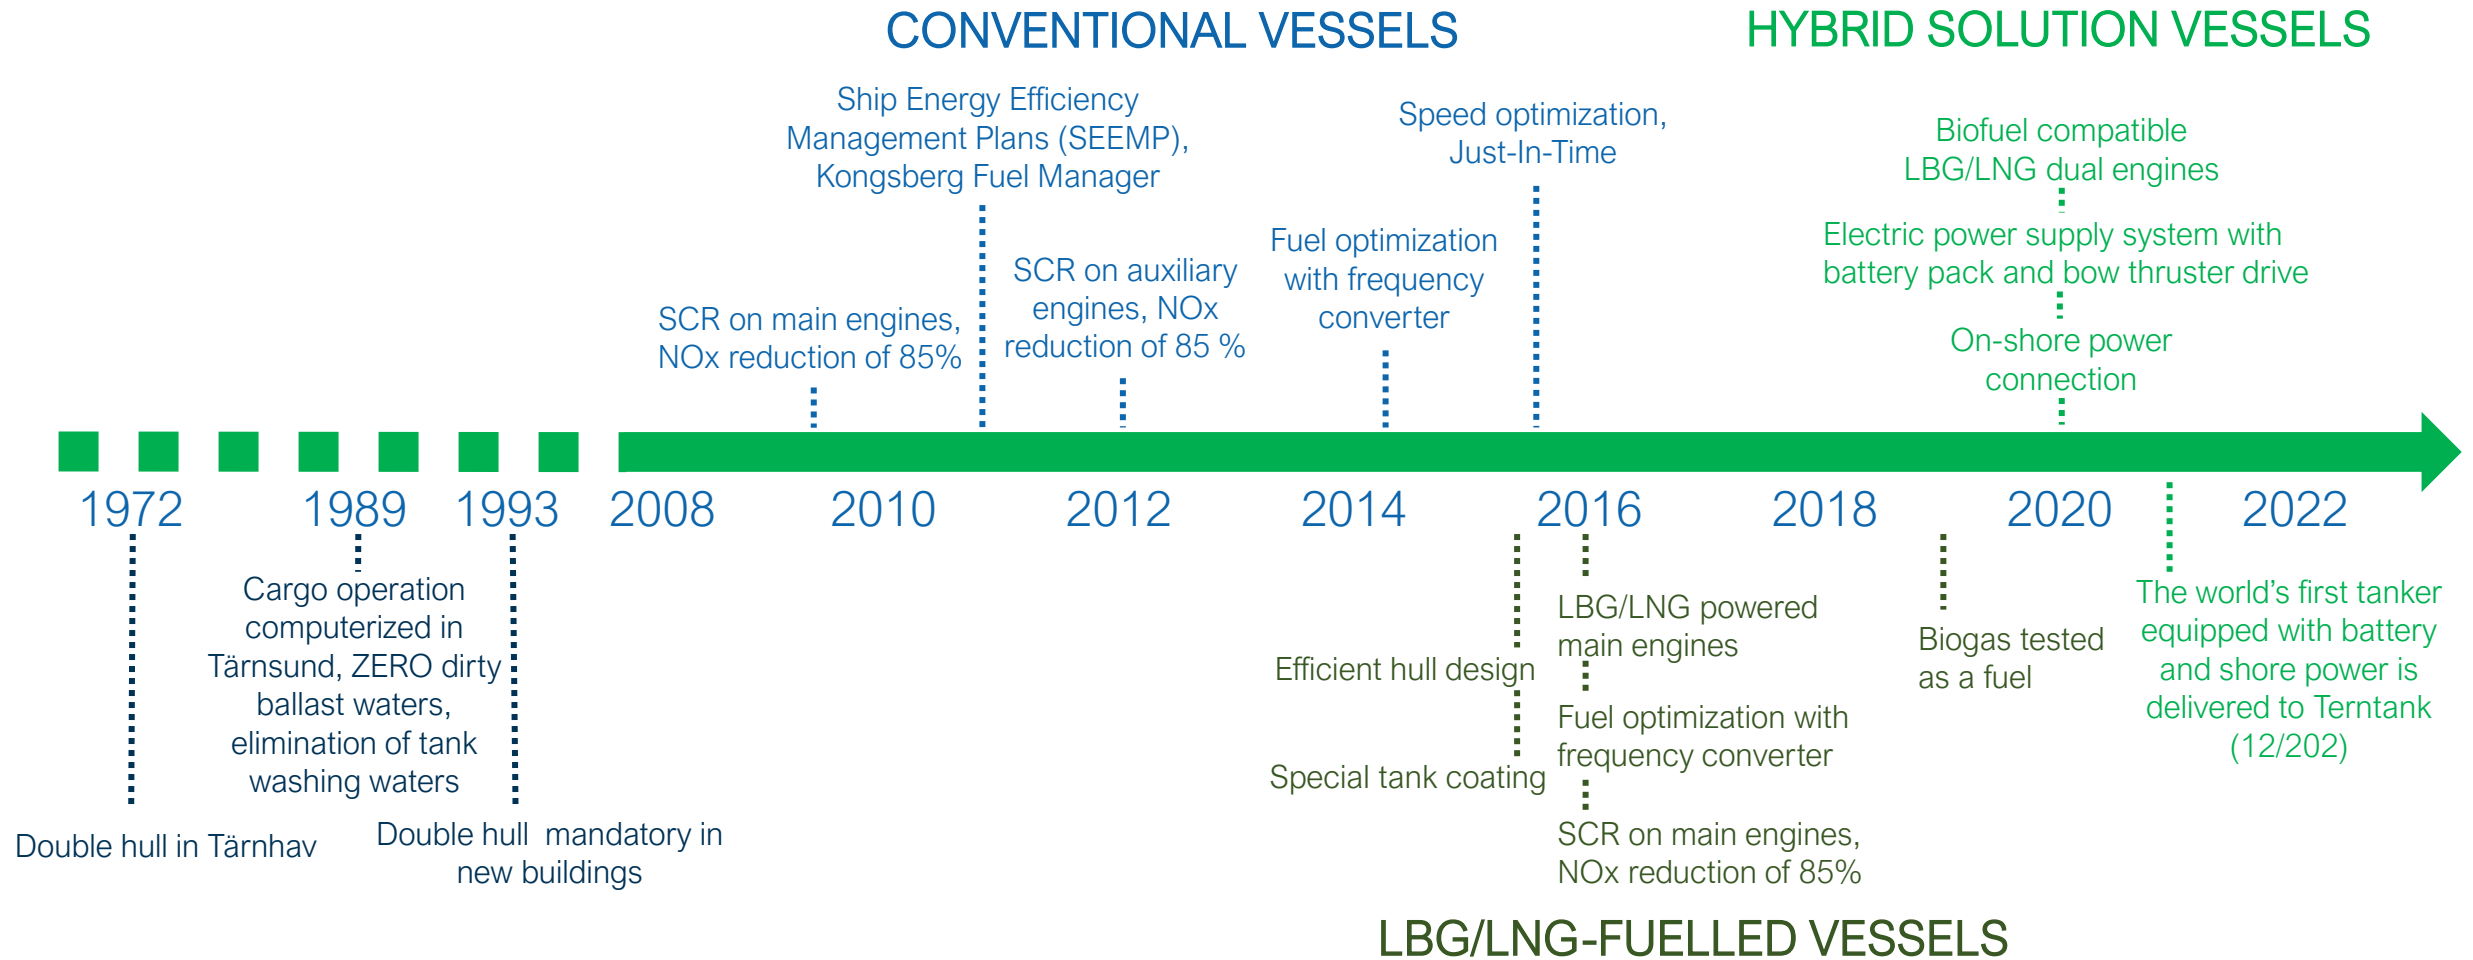 CONVENTIONAL VESSELS
HYBRID SOLUTION VESSELS
Ship Energy Efficiency
Management Plans (SEEMP),
Kongsberg Fuel Manager
Speed optimization,
Just-In-Time
Biofuel compatible
LBG/LNG dual engines
Fuel optimization
with frequency
converter
Electric power supply system with
battery pack and bow thruster drive
SCR on auxiliary
engines, NOx
reduction of 85 %
SCR on main engines,
NOx reduction of 85%
On-shore power
connection
1972
1989
1993
2008
2010
2012
2014
2016
2018
2020
2022
Double hull in Tärnhav
Cargo operation
computerized in
Tärnsund, ZERO dirty
ballast waters,
elimination of tank
washing waters
Double hull  mandatory in
new buildings
Efficient hull design
Special tank coating
LBG/LNG powered
main engines
Fuel optimization with
frequency converter
SCR on main engines,
NOx reduction of 85%
Biogas tested
as a fuel
The world’s first tanker
equipped with battery
and shore power is
delivered to Terntank
(12/202)
LBG/LNG-FUELLED VESSELS